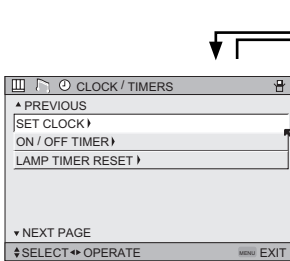 CLOCK / TIMERS
PREVIOUS
SET CLOCK
ON / OFF TIMER
LAMP TIMER RESET
NEXT PAGE
SELECT OPERATE MENU EXIT